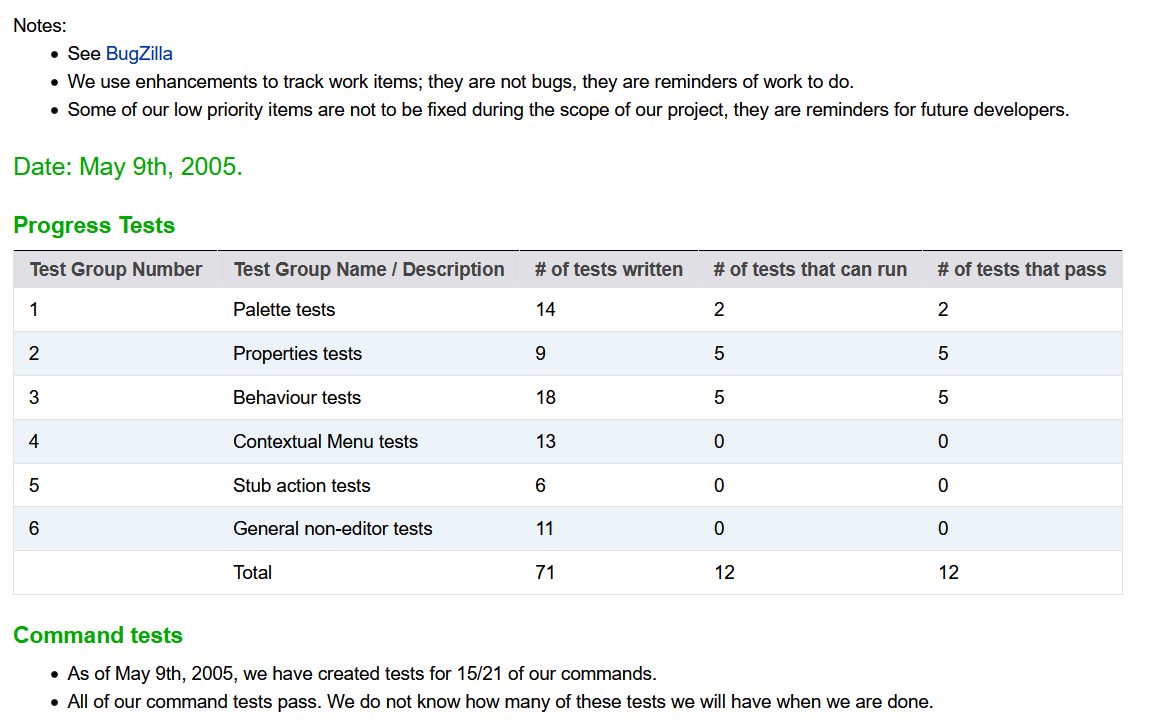 Notes:
• See BugZilla
• We use enhancements to track work items; they are not bugs, they are reminders of work to do.
• Some of our low priority items are not to be fixed during the scope of our project, they are reminders for future developers.
Date: May 9th, 2005.
Progress Tests
Test Group Number Test Group Name / Description # of tests written # of tests that can run # of tests that pass
1 Palette tests 14 2 2
2 Properties tests 9 5 5
3 Behaviour tests 18 5 5
4 Contextual Menu tests 13 0 0
5 Stub action tests 6 0 0
6 General non-editor tests 11 0 0
Total 71 12 12
Command tests
• As of May 9th, 2005, we have created tests for 15/21 of our commands.
• All of our command tests pass. We do not know how many of these tests we will have when we are done.